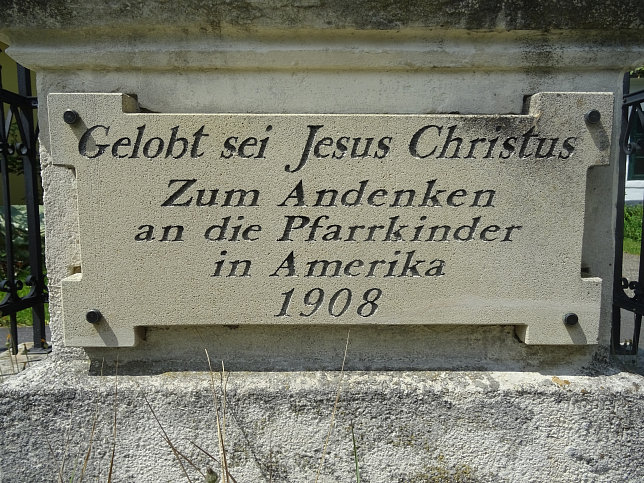 Gelobt sei Jesus Christus
Zum Andenken
an die Pfarrkinder
in Amerika
1908